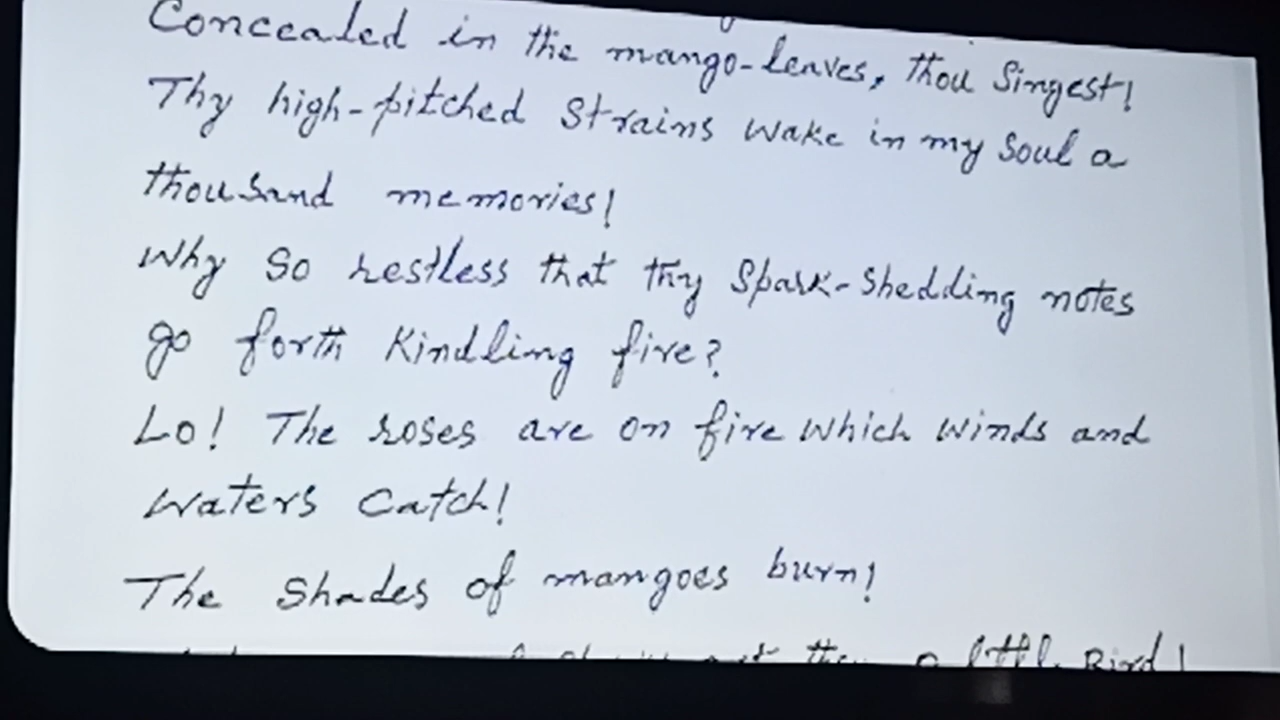 Concealed in the mango-leaves, thou Singest!
Thy high-pitched Strains wake in my Soul a
thousand memories!
Why So restless that thy Spark-Shedding notes
go forth Kindling fire?
Lo! The roses are on fire which winds and
waters Catch!
The Shades of mangoes burn!
a little Bird!